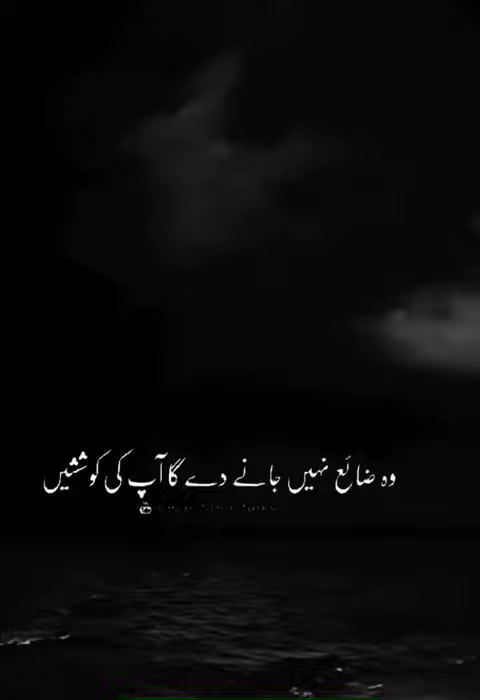 وہ ضائع نہیں جانے دے گا آپ کی کوششیں